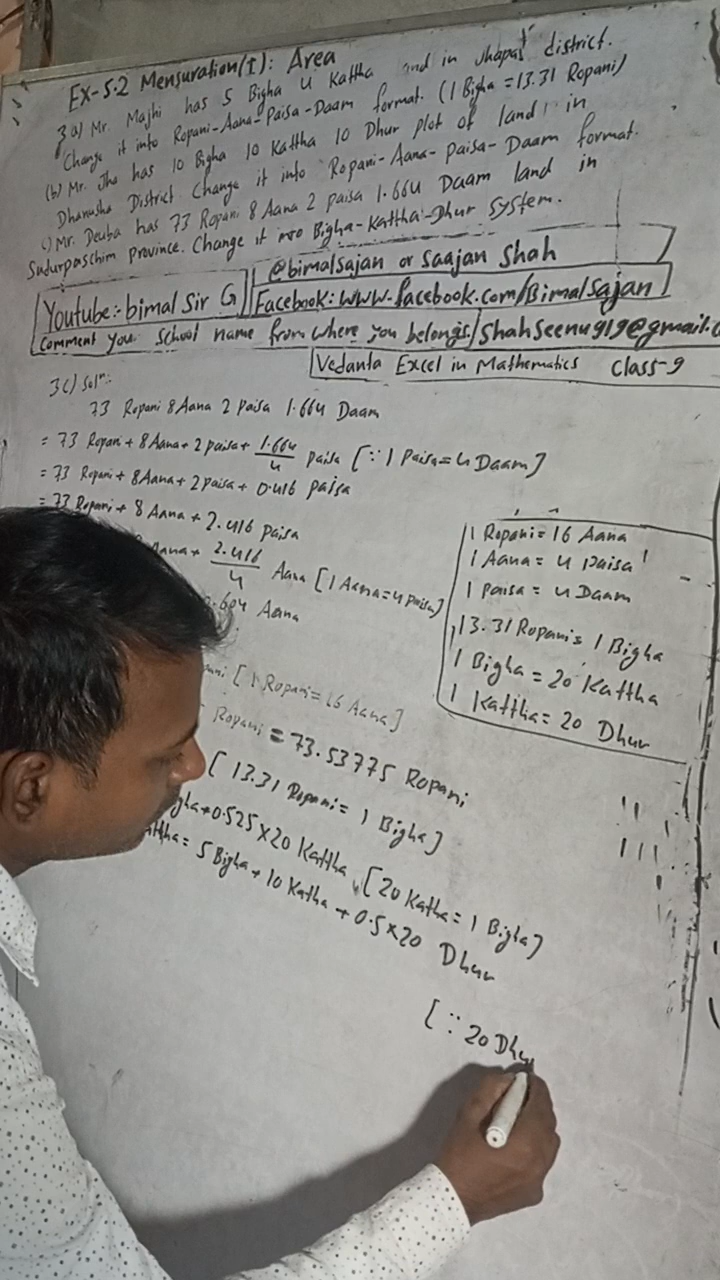 EX-5.2 Mensuration(I): Area
3 a) Mr. Majhi has 5 Bigha 4 Kattha land in Jhapa district.
Change it into Ropani-Aana-Paisa-Daam format. (1 Bigha = 13.31 Ropani)
(b) Mr. Jha has 10 Bigha 10 Kattha 10 Dhur plot of land in
Dhanusha District. Change it into Ropani-Aana-paisa-Daam format.
c) Mr. Deuba has 73 Ropani 8 Aana 2 paisa 1.664 Daam land in
Sudurpaschim province. Change it into Bigha-Kattha-Dhur system.
@bimalsajan or Saajan Shah
Youtube:- bimal Sir G
Facebook: www.facebook.com/Bimalsajan
Comment your school name from where you belongs/ Shahseenu919@gmail.c
Vedanta Excel in Mathematics Class-9
3c) Solⁿ:
73 Ropani 8 Aana 2 paisa 1.664 Daam
= 73 Ropani + 8 Aana + 2 paisa + 1.664/4 paisa [∵ 1 Paisa = 4 Daam]
= 73 Ropani + 8 Aana + 2 paisa + 0.416 paisa
= 73 Ropani + 8 Aana + 2.416 paisa
Aana + 2.416/4 Aana [1 Aana = 4 paisa]
.604 Aana
[1 Ropani = 16 Aana]
Ropani = 73.53775 Ropani
[13.31 Ropani = 1 Bigha]
+ 0.525 × 20 Kattha [20 Kattha = 1 Bigha]
= 5 Bigha + 10 Katha + 0.5 × 20 Dhur
[∵ 20 Dhu
1 Ropani = 16 Aana
1 Aana = 4 paisa
1 paisa = 4 Daam
13.31 Ropani = 1 Bigha
1 Bigha = 20 Kattha
1 Kattha = 20 Dhur